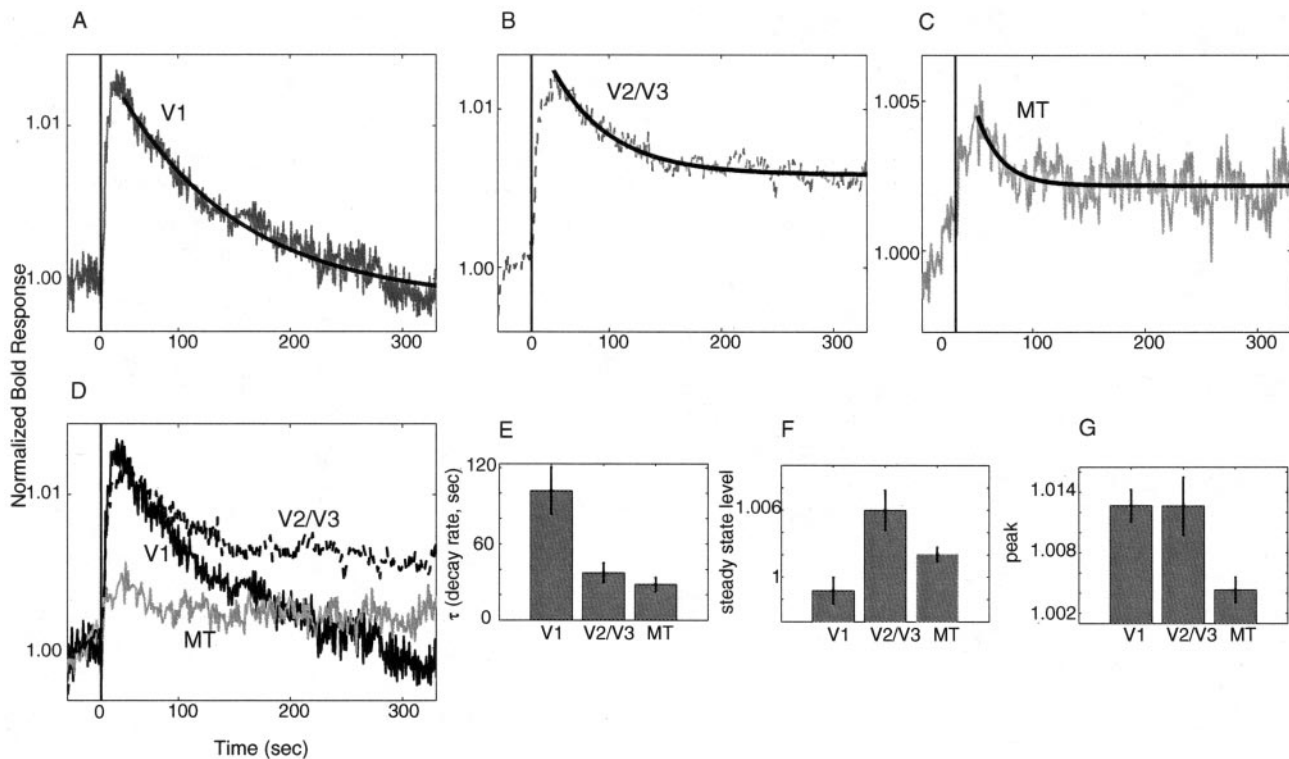 A
B
C
V1
V2/V3
MT
1.01
1.00
0 100 200 300
1.01
1.00
0 100 200 300
1.005
1.000
0 100 200 300
Normalized Bold Response
D
V2/V3
V1
MT
1.01
1.00
0 100 200 300
Time (sec)
E
τ (decay rate, sec)
120
60
0
V1 V2/V3 MT
F
steady state level
1.006
1
V1 V2/V3 MT
G
peak
1.014
1.008
1.002
V1 V2/V3 MT